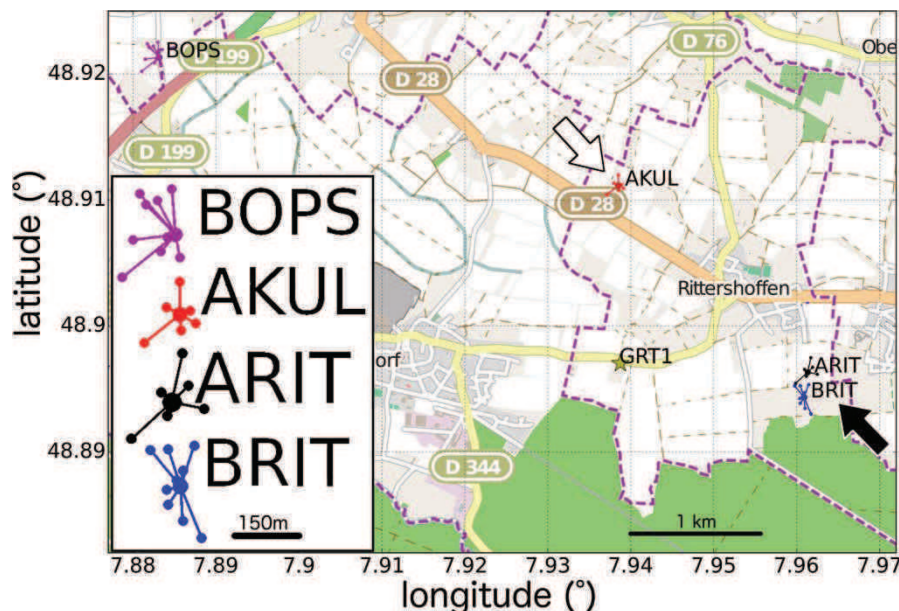 BOPS
D 199
D 76
Obe
48.92
D 28
D 199
AKUL
48.91
D 28
BOPS
AKUL
ARIT
BRIT
150m
latitude (°)
Rittershoffen
48.9
orf
GRT1
ARIT
BRIT
48.89
D 344
1 km
7.88 7.89 7.9 7.91 7.92 7.93 7.94 7.95 7.96 7.97
longitude (°)